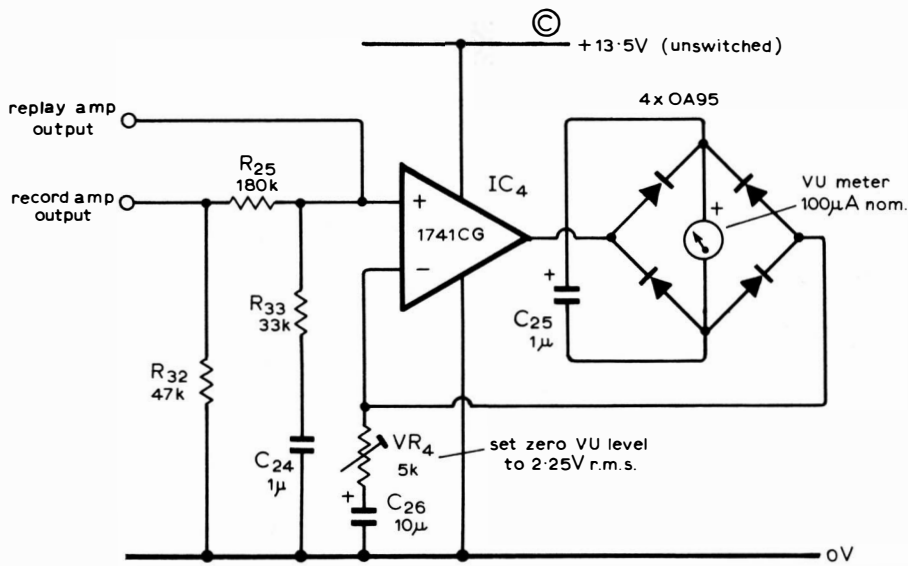 ©
+13·5V (unswitched)
replay amp
output
4 x OA95
R25
180k
IC4
VU meter
100µA nom.
record amp
output
+
1741CG
−
+
+
C25
1µ
R33
33k
R32
47k
VR4
5k
set zero VU level
to 2·25V r.m.s.
C24
1µ
+
C26
10µ
0V